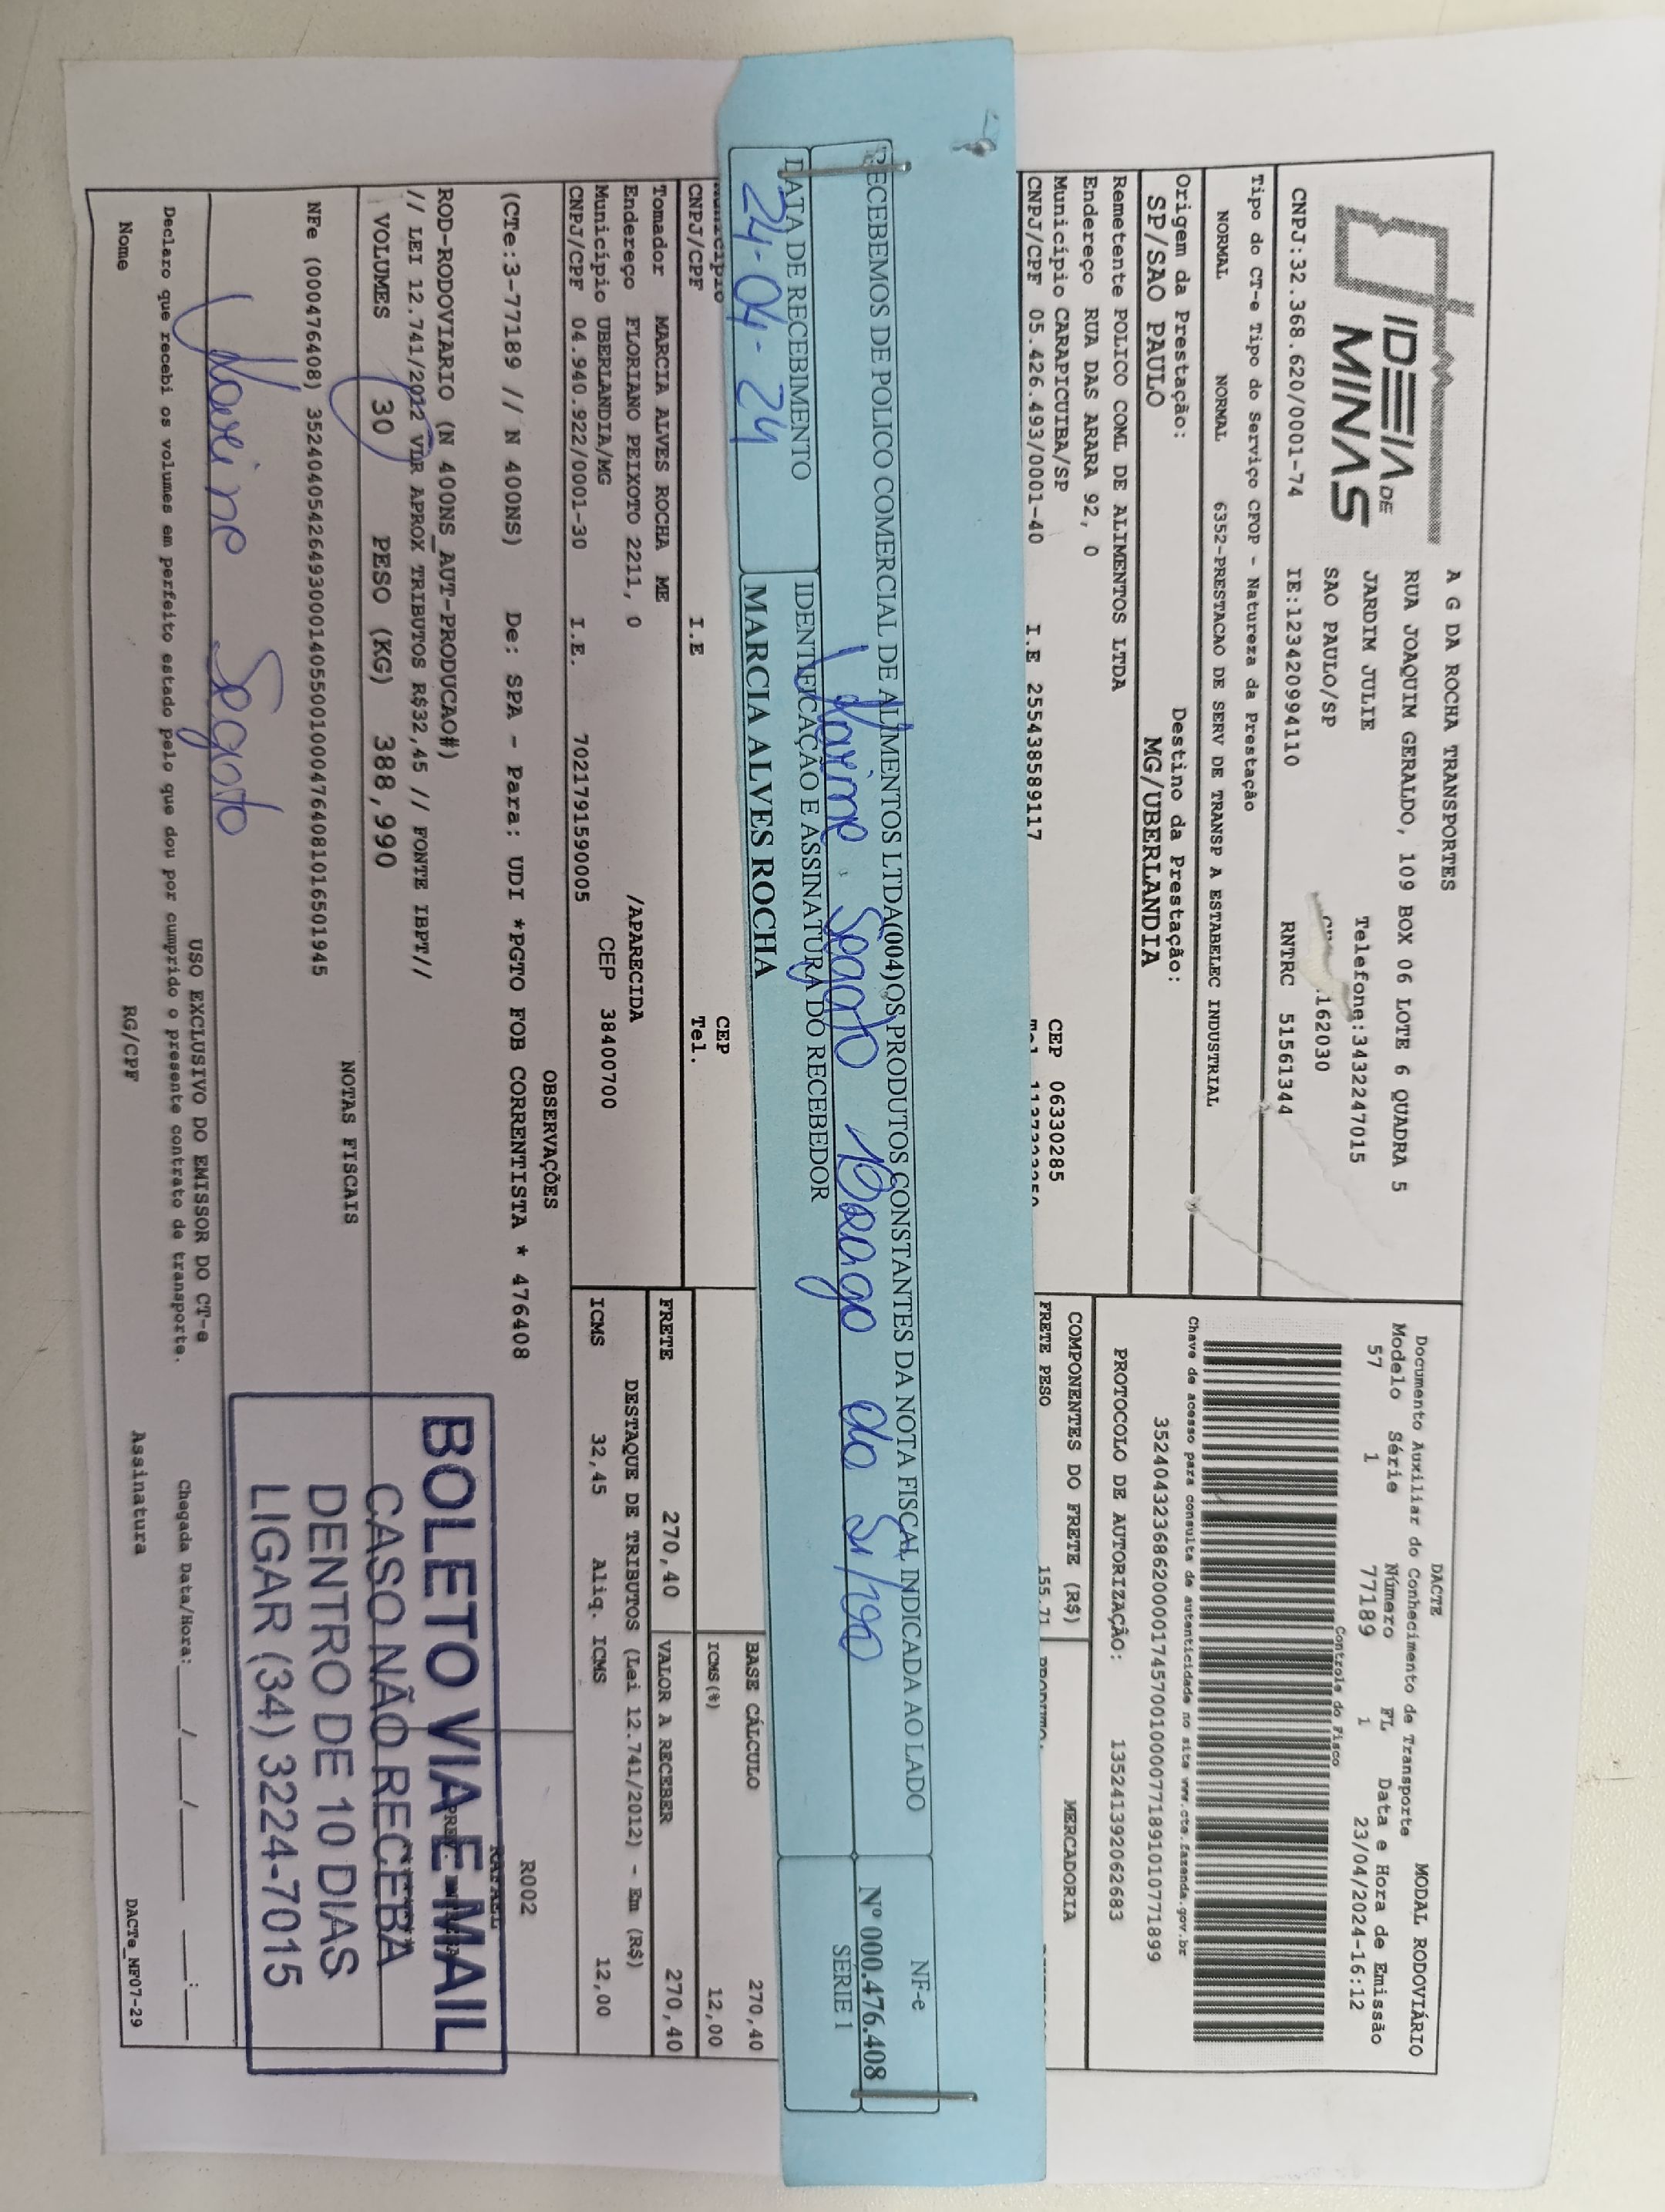 IDEIA DE
MINAS
A G DA ROCHA TRANSPORTES
RUA JOAQUIM GERALDO, 109 BOX 06 LOTE 6 QUADRA 5
JARDIM JULIE Telefone:3432247015
SAO PAULO/SP 162030
CNPJ:32.368.620/0001-74 IE:123420994110 RNTRC 51561344
DACTE MODAL RODOVIÁRIO
Documento Auxiliar do Conhecimento de Transporte
Modelo Série Número FL Data e Hora de Emissão
57 1 77189 1 23/04/2024-16:12
Controle do Fisco
Tipo do CT-e Tipo do Serviço CFOP - Natureza da Prestação
NORMAL NORMAL 6352-PRESTACAO DE SERV DE TRANSP A ESTABELEC INDUSTRIAL
Chave de acesso para consulta de autenticidade no site www.cte.fazenda.gov.br
35240432368620000174570010000771891010771899
Origem da Prestação: Destino da Prestação:
SP/SAO PAULO MG/UBERLANDIA
PROTOCOLO DE AUTORIZAÇÃO: 135241392062683
Remetente POLICO COML DE ALIMENTOS LTDA
Endereço RUA DAS ARARA 92, 0
Município CARAPICUIBA/SP CEP 06330285
CNPJ/CPF 05.426.493/0001-40 I.E 255438589117
COMPONENTES DO FRETE (R$) MERCADORIA
FRETE PESO 155,71
RECEBEMOS DE POLICO COMERCIAL DE ALIMENTOS LTDA(004)OS PRODUTOS CONSTANTES DA NOTA FISCAL INDICADA AO LADO
DATA DE RECEBIMENTO IDENTIFICAÇÃO E ASSINATURA DO RECEBEDOR
24-04-24
MARCIA ALVES ROCHA
NF-e
Nº 000.476.408
SÉRIE 1
Município CEP
CNPJ/CPF I.E Tel.
BASE CÁLCULO 270,40
ICMS(%) 12,00
Tomador MARCIA ALVES ROCHA ME
Endereço FLORIANO PEIXOTO 2211, 0 /APARECIDA
Município UBERLANDIA/MG CEP 38400700
CNPJ/CPF 04.940.922/0001-30 I.E. 7021791590005
FRETE 270,40 VALOR A RECEBER 270,40
DESTAQUE DE TRIBUTOS (Lei 12.741/2012) - Em (R$)
ICMS 32,45 Aliq. ICMS 12,00
OBSERVAÇÕES
(CTe:3-77189 // N 400NS) De: SPA - Para: UDI *PGTO FOB CORRENTISTA * 476408
R002
ROD-RODOVIARIO (N 400NS_AUT-PRODUCAO#)
// LEI 12.741/2012 VLR APROX TRIBUTOS R$32,45 // FONTE IBPT//
RAFAEL
VOLUMES 30 PESO (KG) 388,990
NOTAS FISCAIS
NFe (000476408) 35240405426493000140550010004764081016501945
BOLETO VIA E-MAIL
CASO NÃO RECEBA
DENTRO DE 10 DIAS
LIGAR (34) 3224-7015
USO EXCLUSIVO DO EMISSOR DO CT-e
Declaro que recebi os volumes em perfeito estado pelo que dou por cumprido o presente contrato de transporte. Chegada Data/Hora:___/___/___ ___:___
Nome RG/CPF Assinatura DACTe_MF07-29